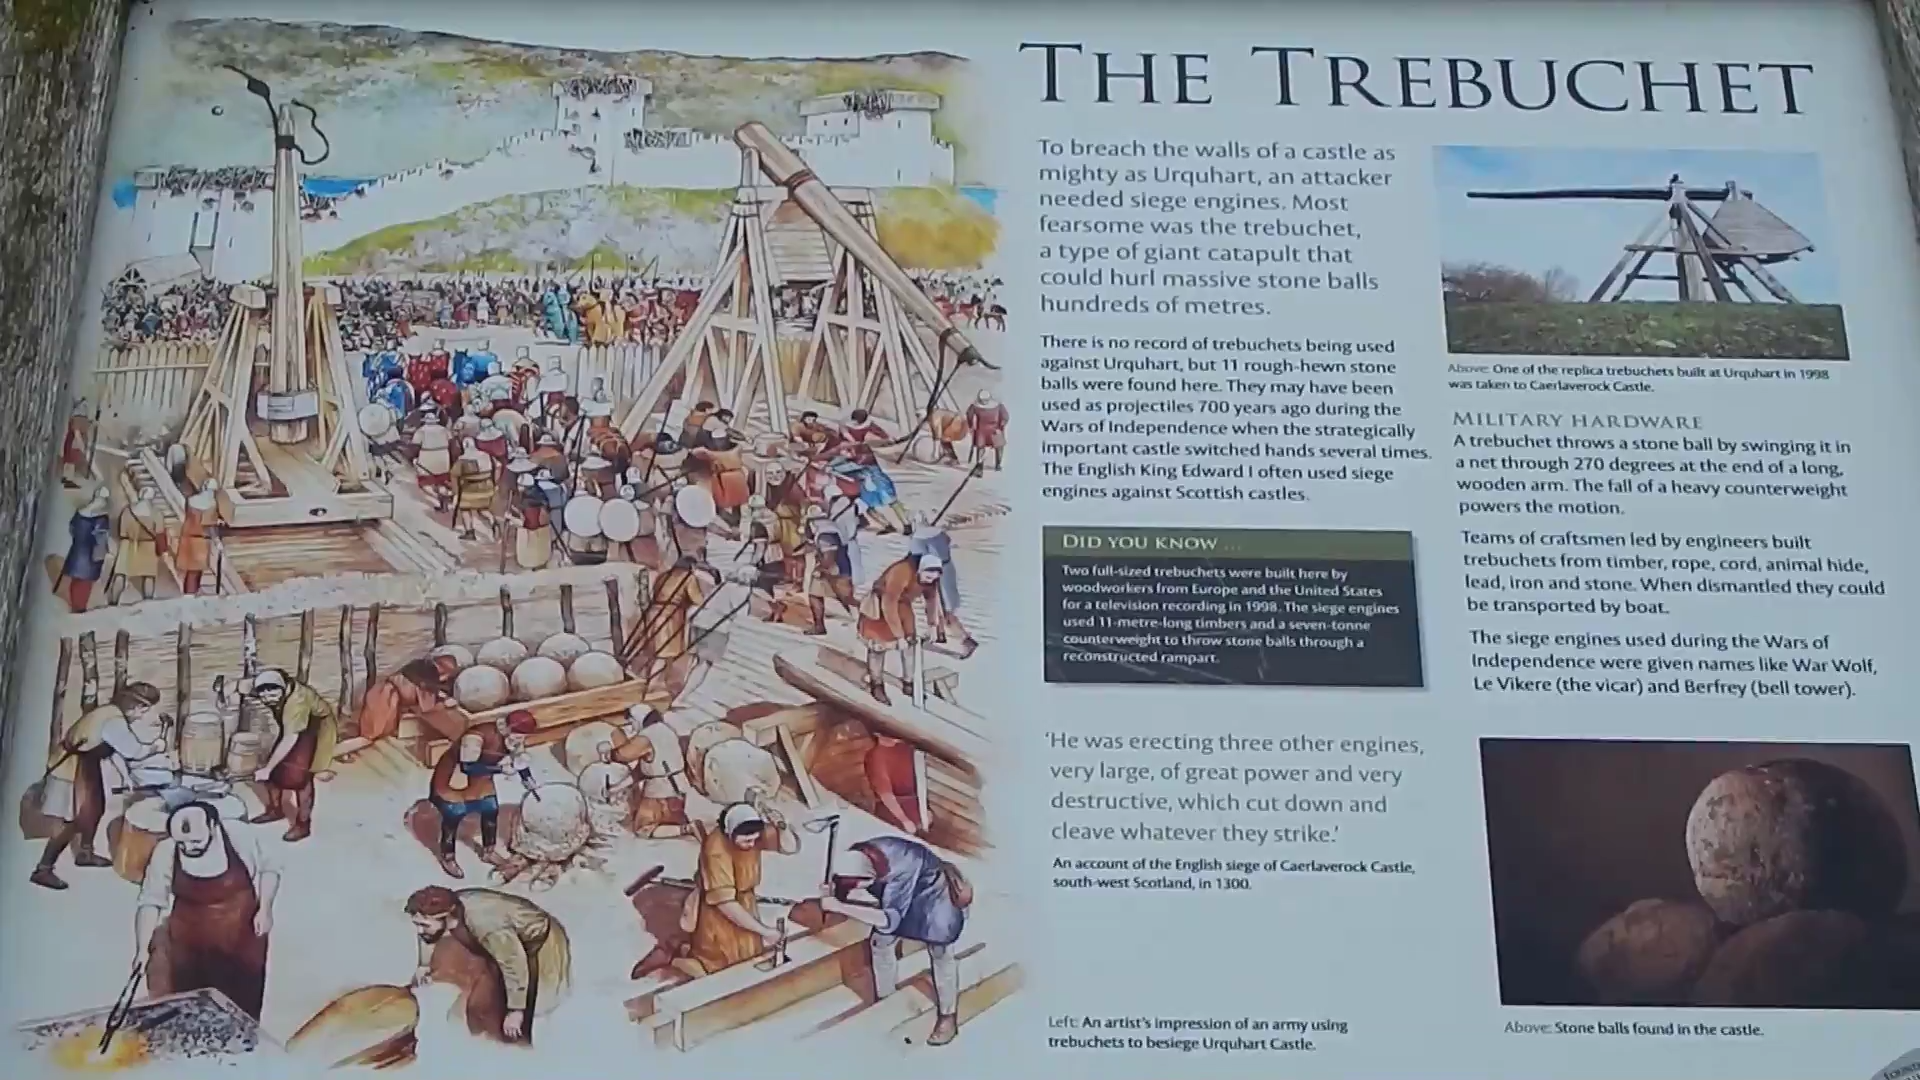 THE TREBUCHET
To breach the walls of a castle as
mighty as Urquhart, an attacker
needed siege engines. Most
fearsome was the trebuchet,
a type of giant catapult that
could hurl massive stone balls
hundreds of metres.
There is no record of trebuchets being used
against Urquhart, but 11 rough-hewn stone
balls were found here. They may have been
used as projectiles 700 years ago during the
Wars of Independence when the strategically
important castle switched hands several times.
The English King Edward I often used siege
engines against Scottish castles.
DID YOU KNOW ...
Two full-sized trebuchets were built here by
woodworkers from Europe and the United States
for a television recording in 1998. The siege engines
used 11-metre-long timbers and a seven-tonne
counterweight to throw stone balls through a
reconstructed rampart.
'He was erecting three other engines,
very large, of great power and very
destructive, which cut down and
cleave whatever they strike.'
An account of the English siege of Caerlaverock Castle,
south-west Scotland, in 1300.
Left: An artist's impression of an army using
trebuchets to besiege Urquhart Castle.
Above: One of the replica trebuchets built at Urquhart in 1998
was taken to Caerlaverock Castle.
MILITARY HARDWARE
A trebuchet throws a stone ball by swinging it in
a net through 270 degrees at the end of a long,
wooden arm. The fall of a heavy counterweight
powers the motion.
Teams of craftsmen led by engineers built
trebuchets from timber, rope, cord, animal hide,
lead, iron and stone. When dismantled they could
be transported by boat.
The siege engines used during the Wars of
Independence were given names like War Wolf,
Le Vikere (the vicar) and Berfrey (bell tower).
Above: Stone balls found in the castle.